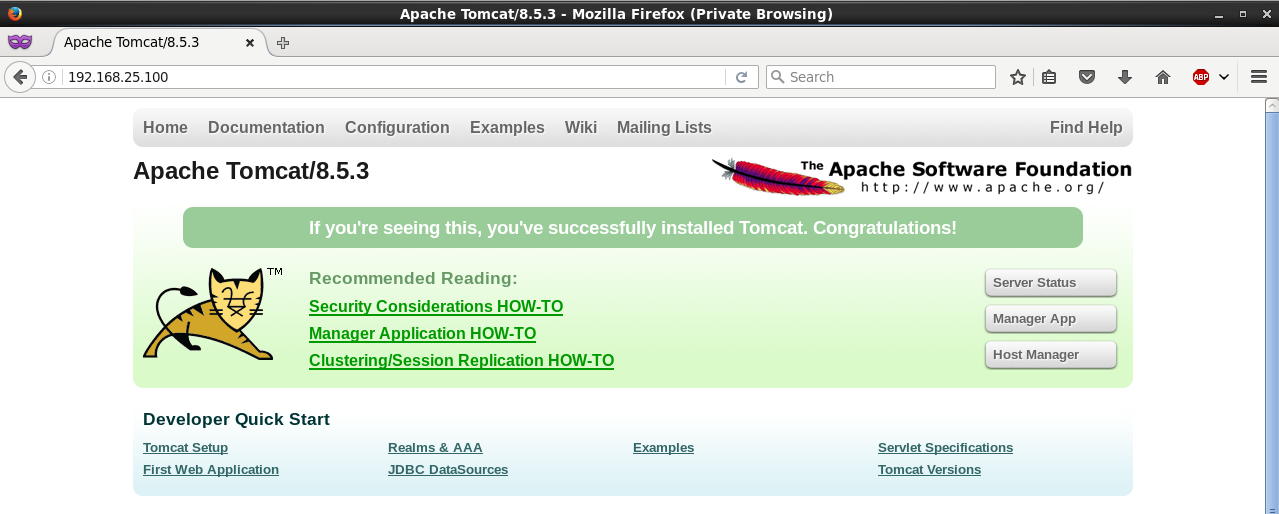 Apache Tomcat/8.5.3 - Mozilla Firefox (Private Browsing)
Apache Tomcat/8.5.3
192.168.25.100
Search
ABP
Home Documentation Configuration Examples Wiki Mailing Lists Find Help
Apache Tomcat/8.5.3
The Apache Software Foundation
http://www.apache.org/
If you're seeing this, you've successfully installed Tomcat. Congratulations!
TM
Recommended Reading:
Security Considerations HOW-TO
Manager Application HOW-TO
Clustering/Session Replication HOW-TO
Server Status
Manager App
Host Manager
Developer Quick Start
Tomcat Setup Realms & AAA Examples Servlet Specifications
First Web Application JDBC DataSources Tomcat Versions